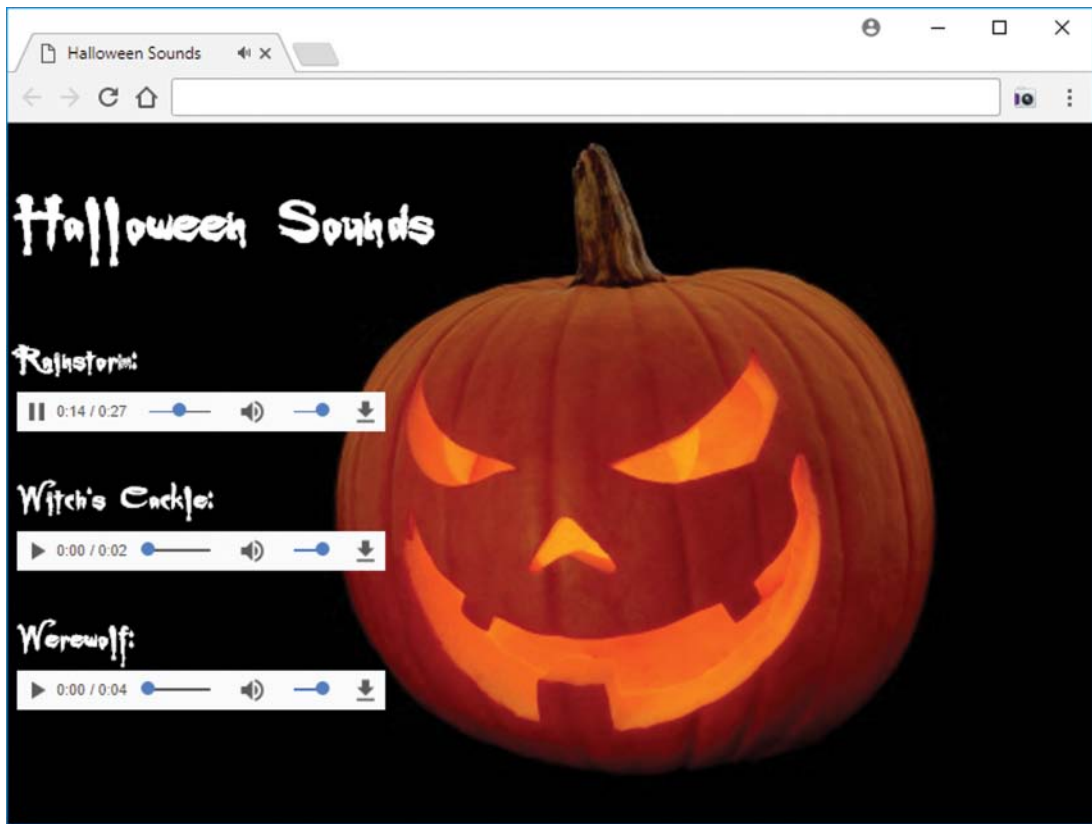 Halloween Sounds
Halloween Sounds
Rainstorm:
0:14 / 0:27
Witch's Cackle:
0:00 / 0:02
Werewolf:
0:00 / 0:04